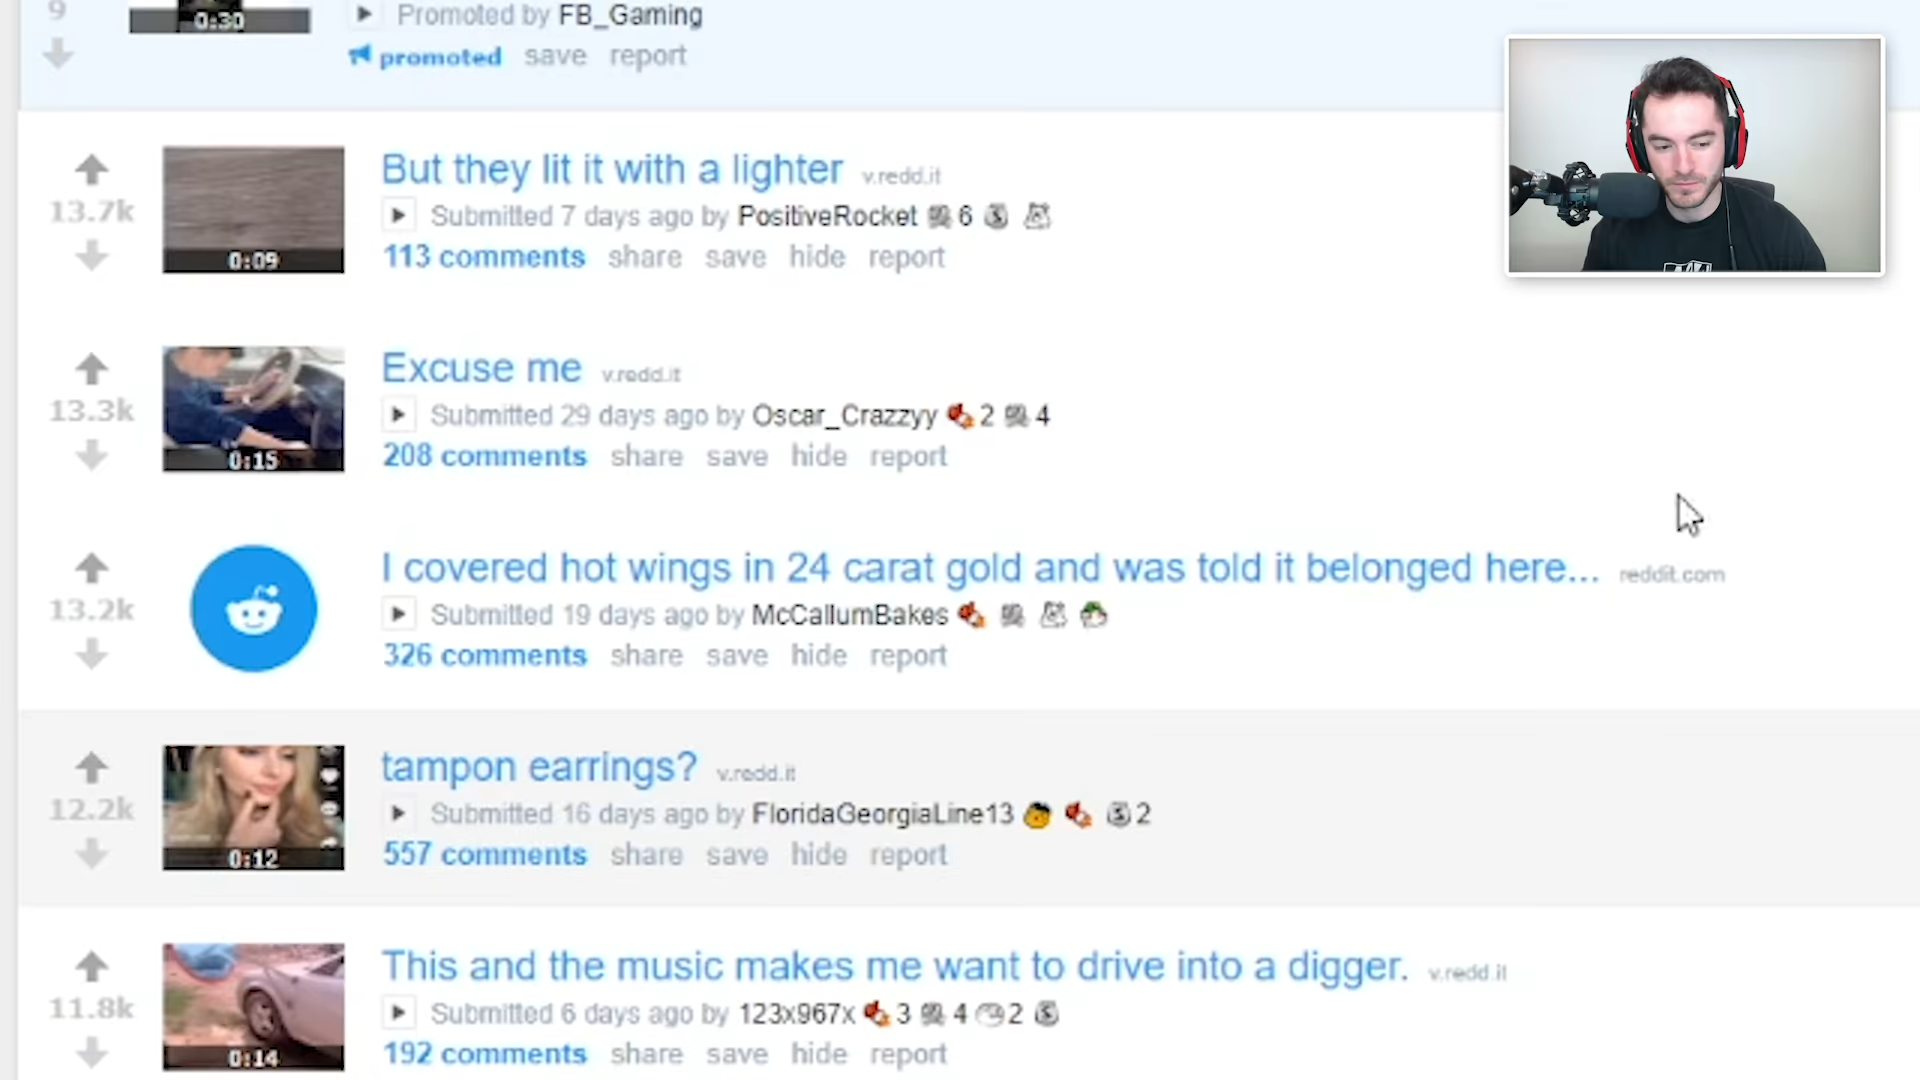 9
0:30
Promoted by FB_Gaming
promoted save report
But they lit it with a lighter v.redd.it
13.7k
Submitted 7 days ago by PositiveRocket 6
0:09
113 comments share save hide report
Excuse me v.redd.it
13.3k
Submitted 29 days ago by Oscar_Crazzyy 2 4
0:15
208 comments share save hide report
I covered hot wings in 24 carat gold and was told it belonged here... reddit.com
13.2k
Submitted 19 days ago by McCallumBakes
326 comments share save hide report
tampon earrings? v.redd.it
12.2k
Submitted 16 days ago by FloridaGeorgiaLine13 2
0:12
557 comments share save hide report
This and the music makes me want to drive into a digger. v.redd.it
11.8k
Submitted 6 days ago by 123x967x 3 4 2
0:14
192 comments share save hide report